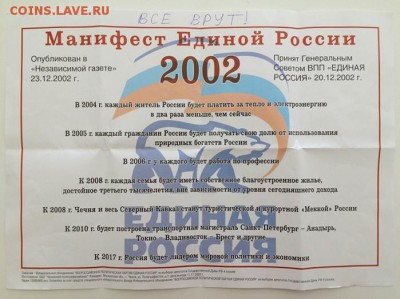 COINS.LAVE.RU
ВСЕ ВРУТ!
Манифест Единой России
Опубликован в
«Независимой газете»
23.12.2002 г.
2002
Принят Генеральным
Советом ВПП «ЕДИНАЯ
РОССИЯ» 20.12.2002 г.
В 2004 г. каждый житель России будет платить за тепло и электроэнергию
в два раза меньше, чем сейчас
В 2005 г. каждый гражданин России будет получать свою долю от использования
природных богатств России
В 2006 г. у каждого будет работа по профессии
К 2008 г. каждая семья будет иметь собственное благоустроенное жилье,
достойное третьего тысячелетия, вне зависимости от уровня сегодняшнего дохода
К 2008 г. Чечня и весь Северный Кавказ станут туристической и курортной «Меккой» России
К 2010 г. будет построена транспортная магистраль Санкт-Петербург – Анадырь,
Токио – Владивосток – Брест и другие
К 2017 г. Россия будет лидером мировой политики и экономики
ЕДИНАЯ
РОССИЯ